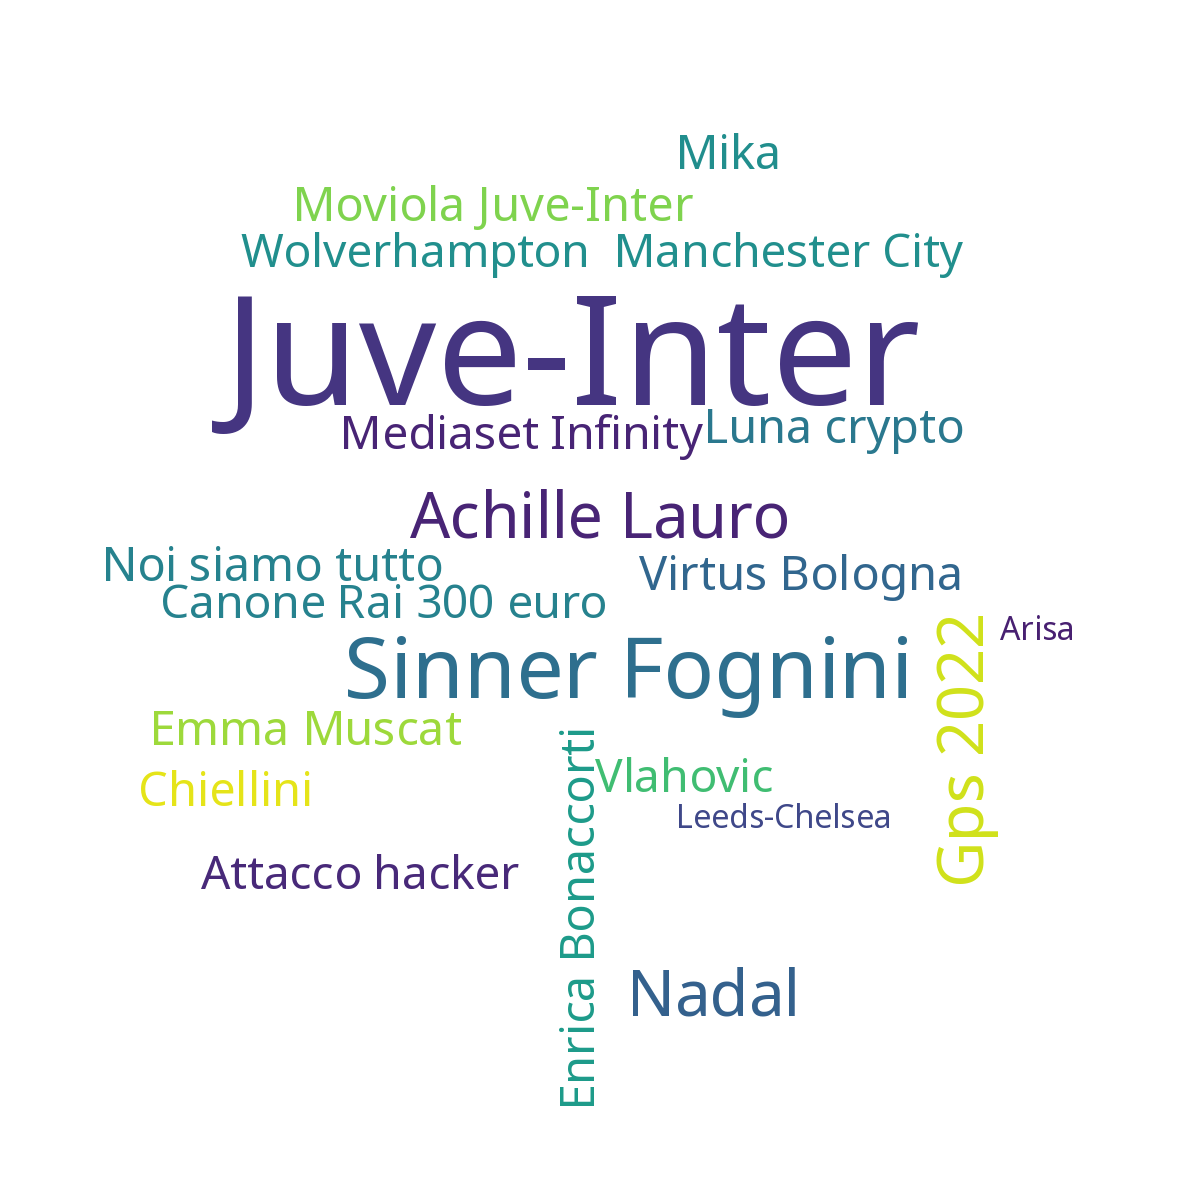 Mika
Moviola Juve-Inter
Wolverhampton Manchester City
Juve-Inter
Mediaset Infinity
Luna crypto
Achille Lauro
Noi siamo tutto
Virtus Bologna
Canone Rai 300 euro
Arisa
Sinner Fognini
Gps 2022
Emma Muscat
Enrica Bonaccorti
Vlahovic
Chiellini
Leeds-Chelsea
Attacco hacker
Nadal